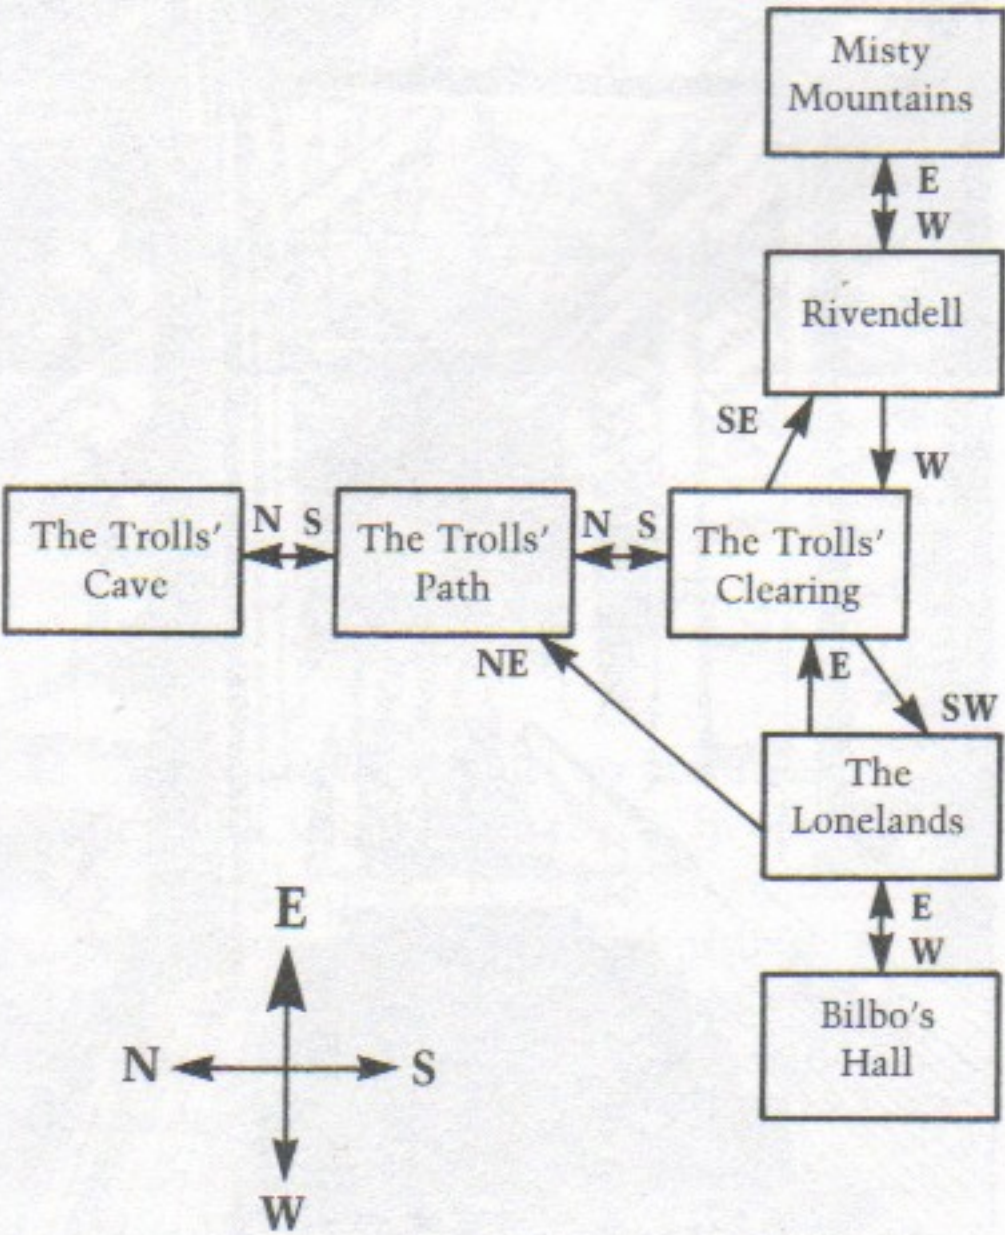 Misty
Mountains
E
W
Rivendell
SE
W
The Trolls'
Cave
N S
The Trolls'
Path
N S
The Trolls'
Clearing
NE
E
SW
The
Lonelands
E
W
Bilbo's
Hall
E
N
S
W